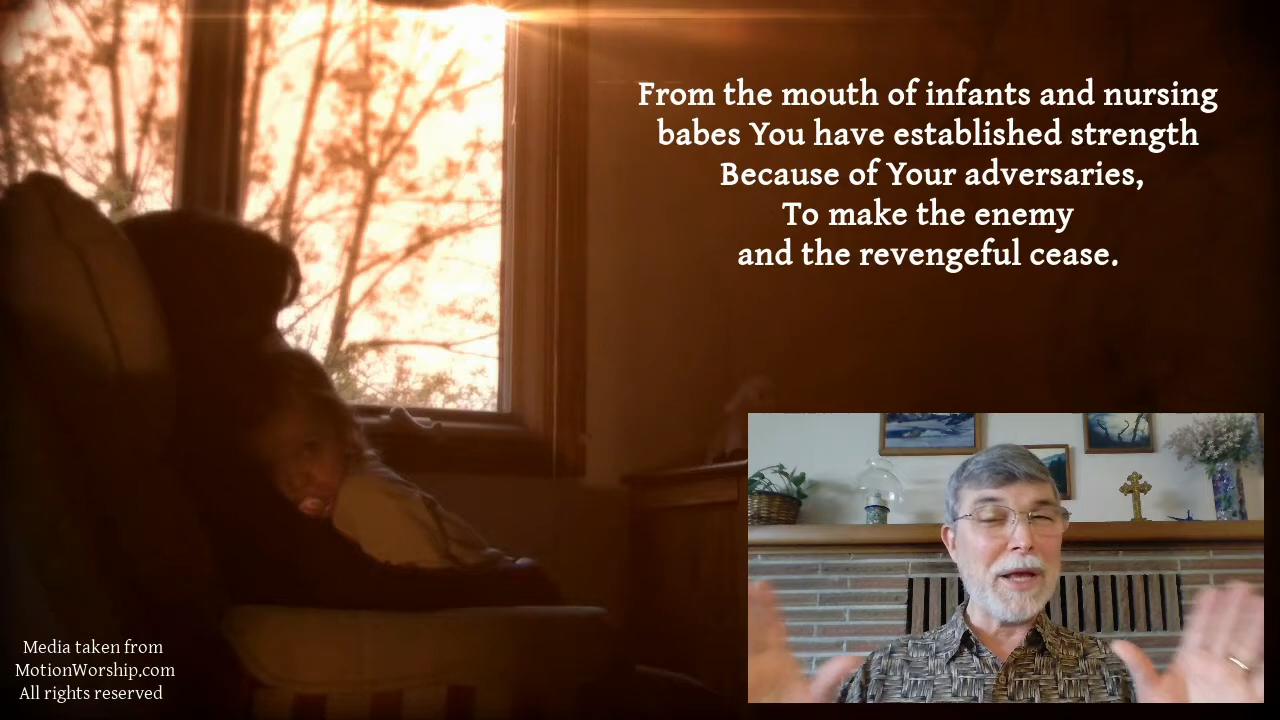 From the mouth of infants and nursing
babes You have established strength
Because of Your adversaries,
To make the enemy
and the revengeful cease.
Media taken from
MotionWorship.com
All rights reserved